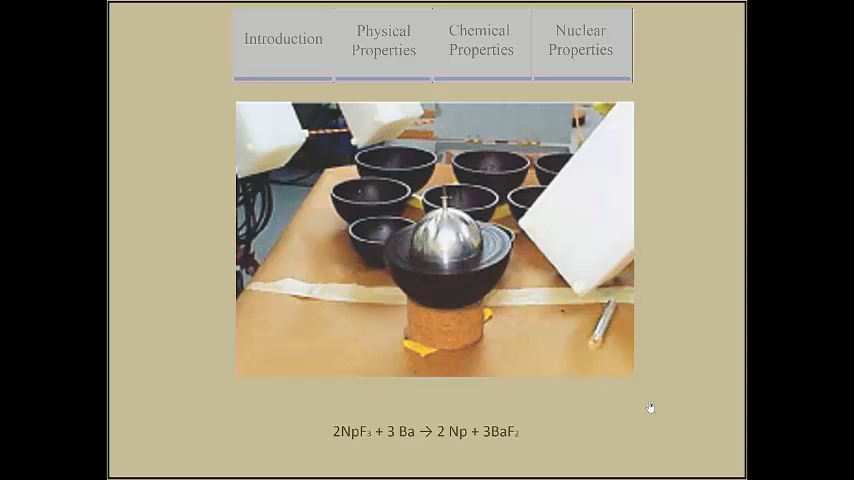 Introduction
Physical
Properties
Chemical
Properties
Nuclear
Properties
2NpF₃ + 3 Ba → 2 Np + 3BaF₂